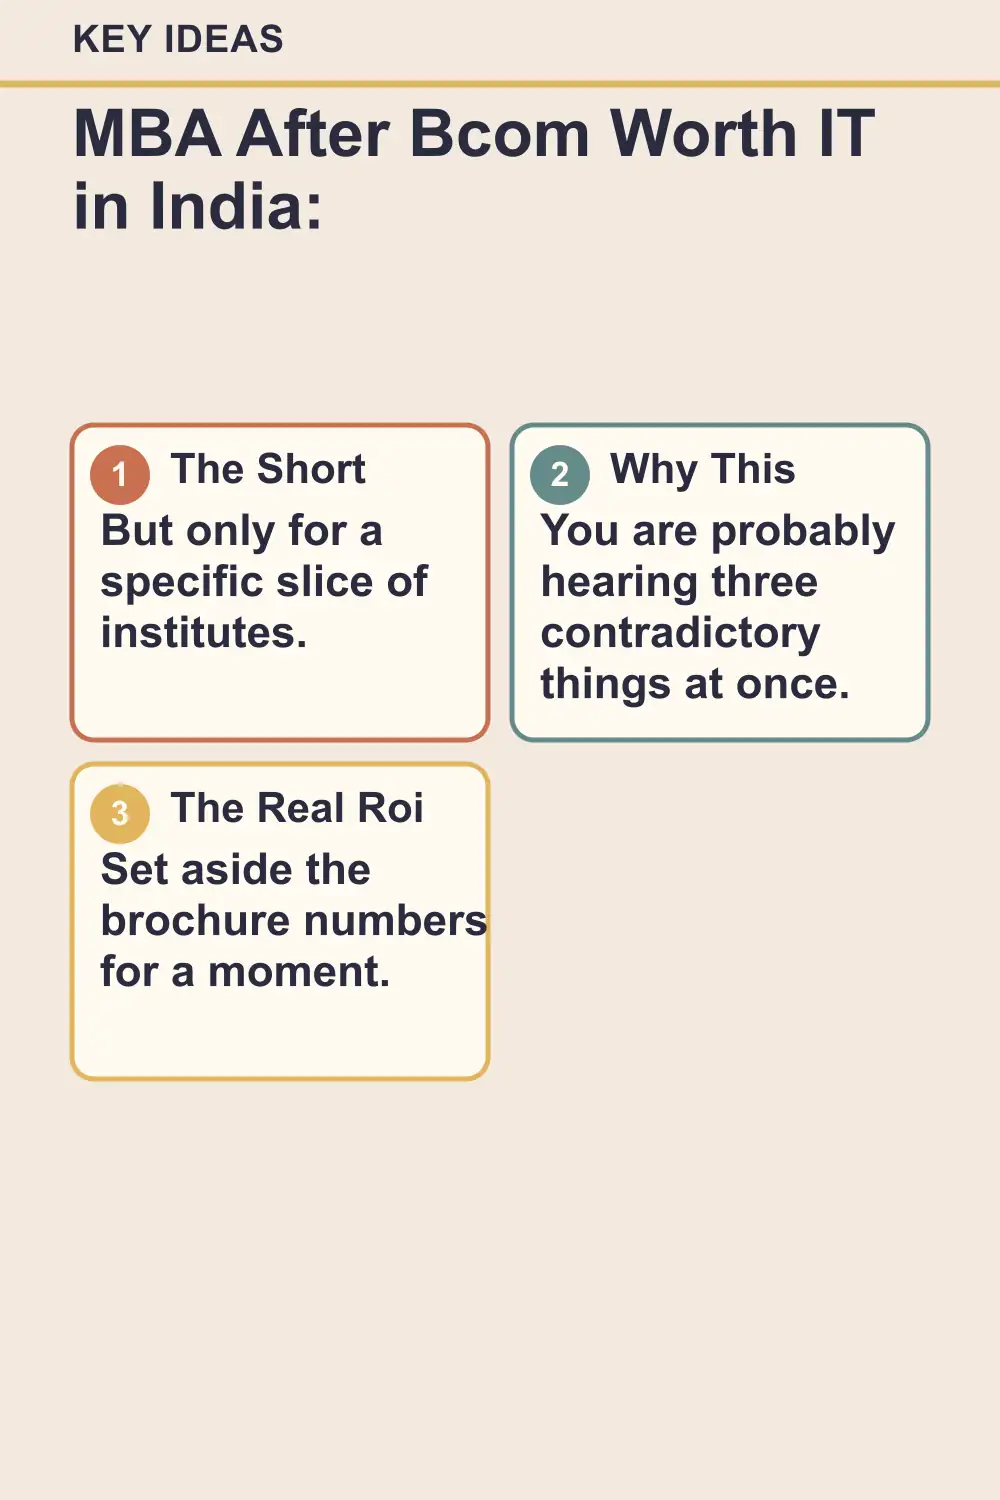 KEY IDEAS
MBA After Bcom Worth IT
in India:
1 The Short
But only for a
specific slice of
institutes.
2 Why This
You are probably
hearing three
contradictory
things at once.
3 The Real Roi
Set aside the
brochure numbers
for a moment.